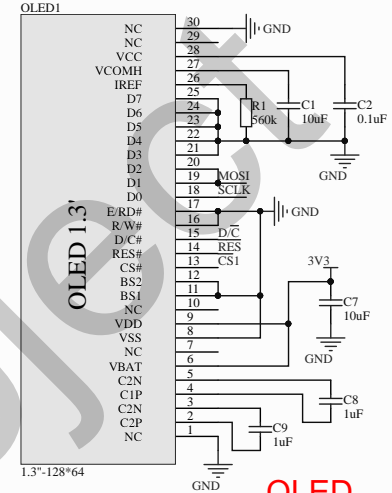 OLED1
NC 30 GND
NC 29
VCC 28
VCOMH 27
IREF 26
D7 25
D6 24
D5 23
D4 22
D3 21
D2 20
D1 19 MOSI
D0 18 SCLK
E/RD# 17 GND
R/W# 16
D/C# 15 D/C
RES# 14 RES
CS# 13 CS1
BS2 12
BS1 11
NC 10
VDD 9
VSS 8
NC 7
VBAT 6
C2N 5
C1P 4
C2N 3
C2P 2
NC 1
OLED 1.3'
R1
560k
C1
10uF
C2
0.1uF
GND
3V3
C7
10uF
GND
C8
1uF
C9
1uF
GND
1.3"-128*64
OLED